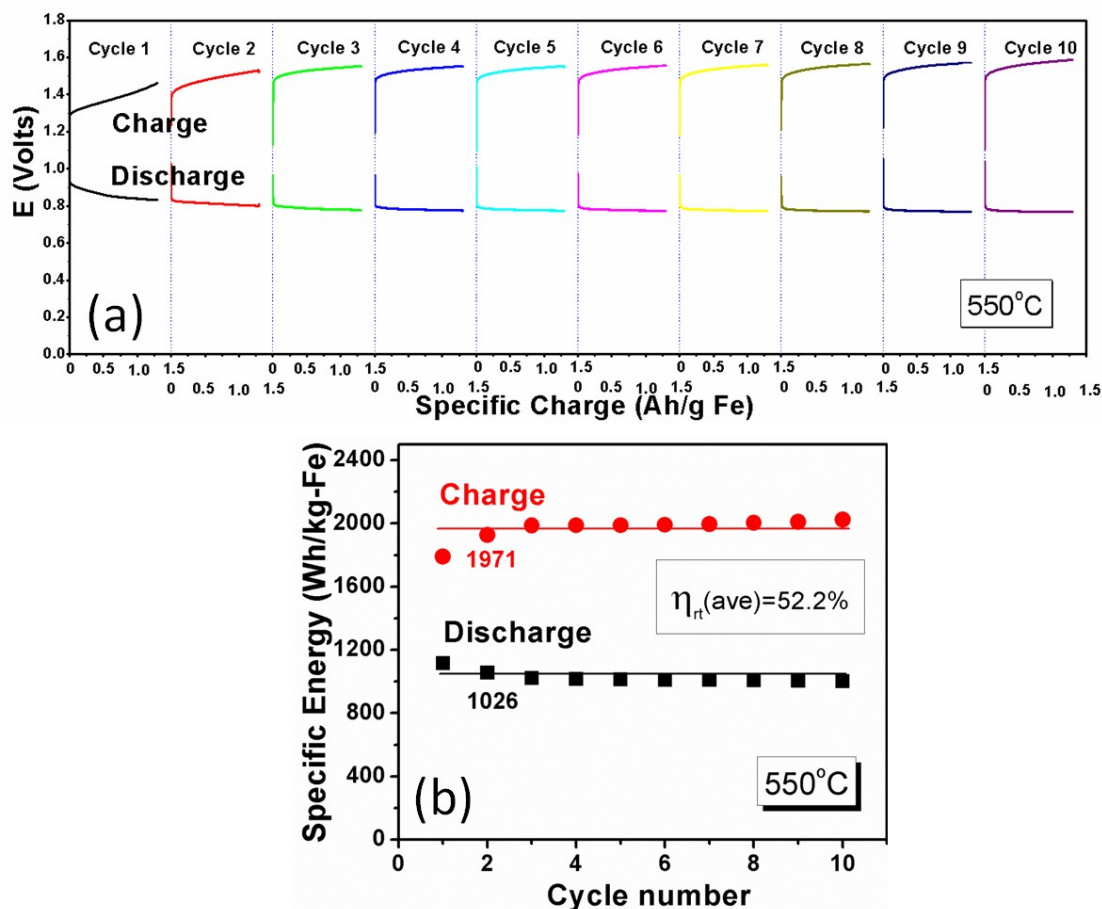 1.8
1.6
1.4
1.2
1.0
0.8
0.6
0.4
0.2
0.0
E (Volts)
Cycle 1 Cycle 2 Cycle 3 Cycle 4 Cycle 5 Cycle 6 Cycle 7 Cycle 8 Cycle 9 Cycle 10
Charge
Discharge
(a)
550°C
0 0.5 1.0 1.5 0 0.5 1.0 1.5 0 0.5 1.0 1.5 0 0.5 1.0 1.5 0 0.5 1.0 1.5
0 0.5 1.0 1.5 0 0.5 1.0 1.5 0 0.5 1.0 1.5 0 0.5 1.0 1.5 0 0.5 1.0 1.5
Specific Charge (Ah/g Fe)
2400
2000
1600
1200
800
400
0
Specific Energy (Wh/kg-Fe)
Charge
1971
ηrt(ave)=52.2%
Discharge
1026
550°C
(b)
0 2 4 6 8 10
Cycle number